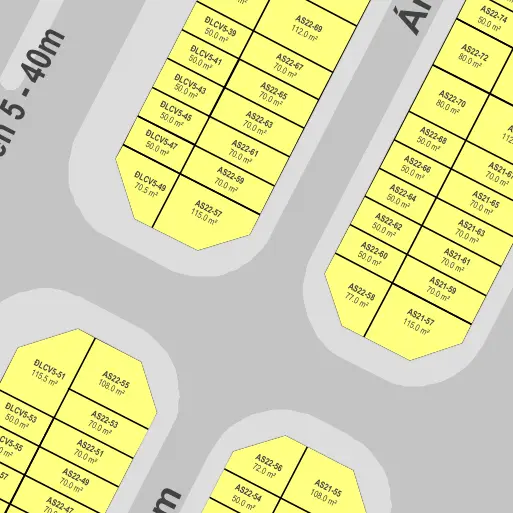 AS22-69
112.0 m²
ĐLCV5-39
50.0 m²
AS22-67
70.0 m²
ĐLCV5-41
50.0 m²
AS22-65
70.0 m²
ĐLCV5-43
50.0 m²
AS22-63
70.0 m²
ĐLCV5-45
50.0 m²
AS22-61
70.0 m²
ĐLCV5-47
50.0 m²
AS22-59
70.0 m²
ĐLCV5-49
70.5 m²
AS22-57
115.0 m²
5 - 40m
AS22-74
50.0 m²
AS22-72
80.0 m²
AS22-70
80.0 m²
AS22-68
50.0 m²
AS22-66
50.0 m²
AS22-64
50.0 m²
AS21-65
70.0 m²
AS22-62
50.0 m²
AS21-63
70.0 m²
AS22-60
50.0 m²
AS21-61
70.0 m²
AS22-58
77.0 m²
AS21-59
70.0 m²
AS21-57
115.0 m²
ĐLCV5-51
115.5 m²
AS22-55
108.0 m²
ĐLCV5-53
50.0 m²
AS22-53
70.0 m²
AS22-51
70.0 m²
AS22-49
70.0 m²
AS22-47
AS22-56
72.0 m²
AS21-55
108.0 m²
AS22-54
50.0 m²